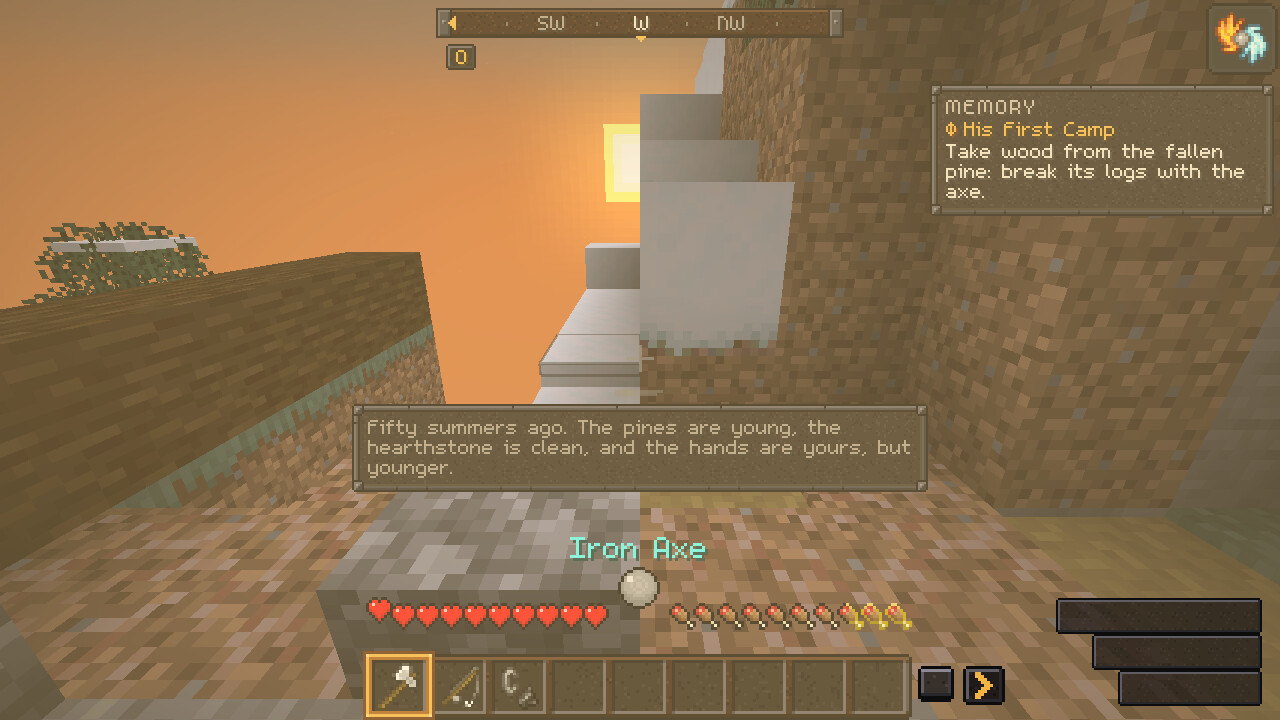 SW W NW
0
MEMORY
His First Camp
Take wood from the fallen
pine: break its logs with the
axe.
Fifty summers ago. The pines are young, the
hearthstone is clean, and the hands are yours, but
younger.
Iron Axe